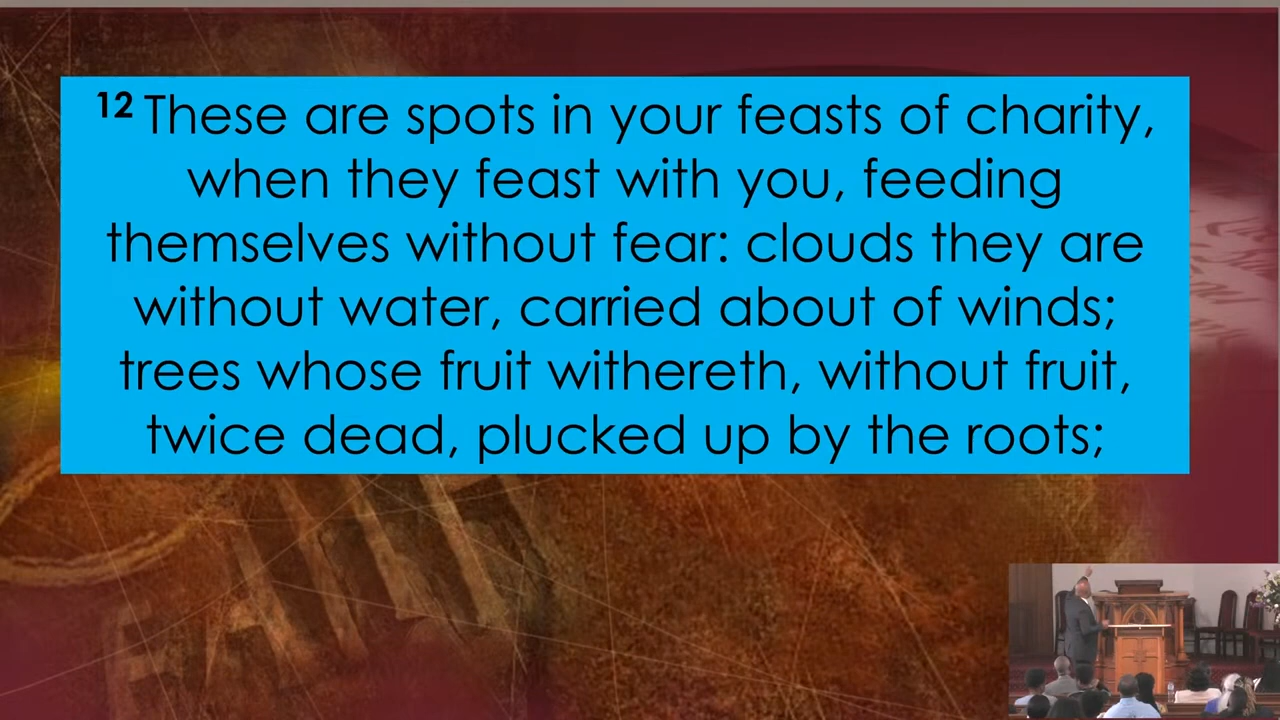 12 These are spots in your feasts of charity,
when they feast with you, feeding
themselves without fear: clouds they are
without water, carried about of winds;
trees whose fruit withereth, without fruit,
twice dead, plucked up by the roots;
FAITH